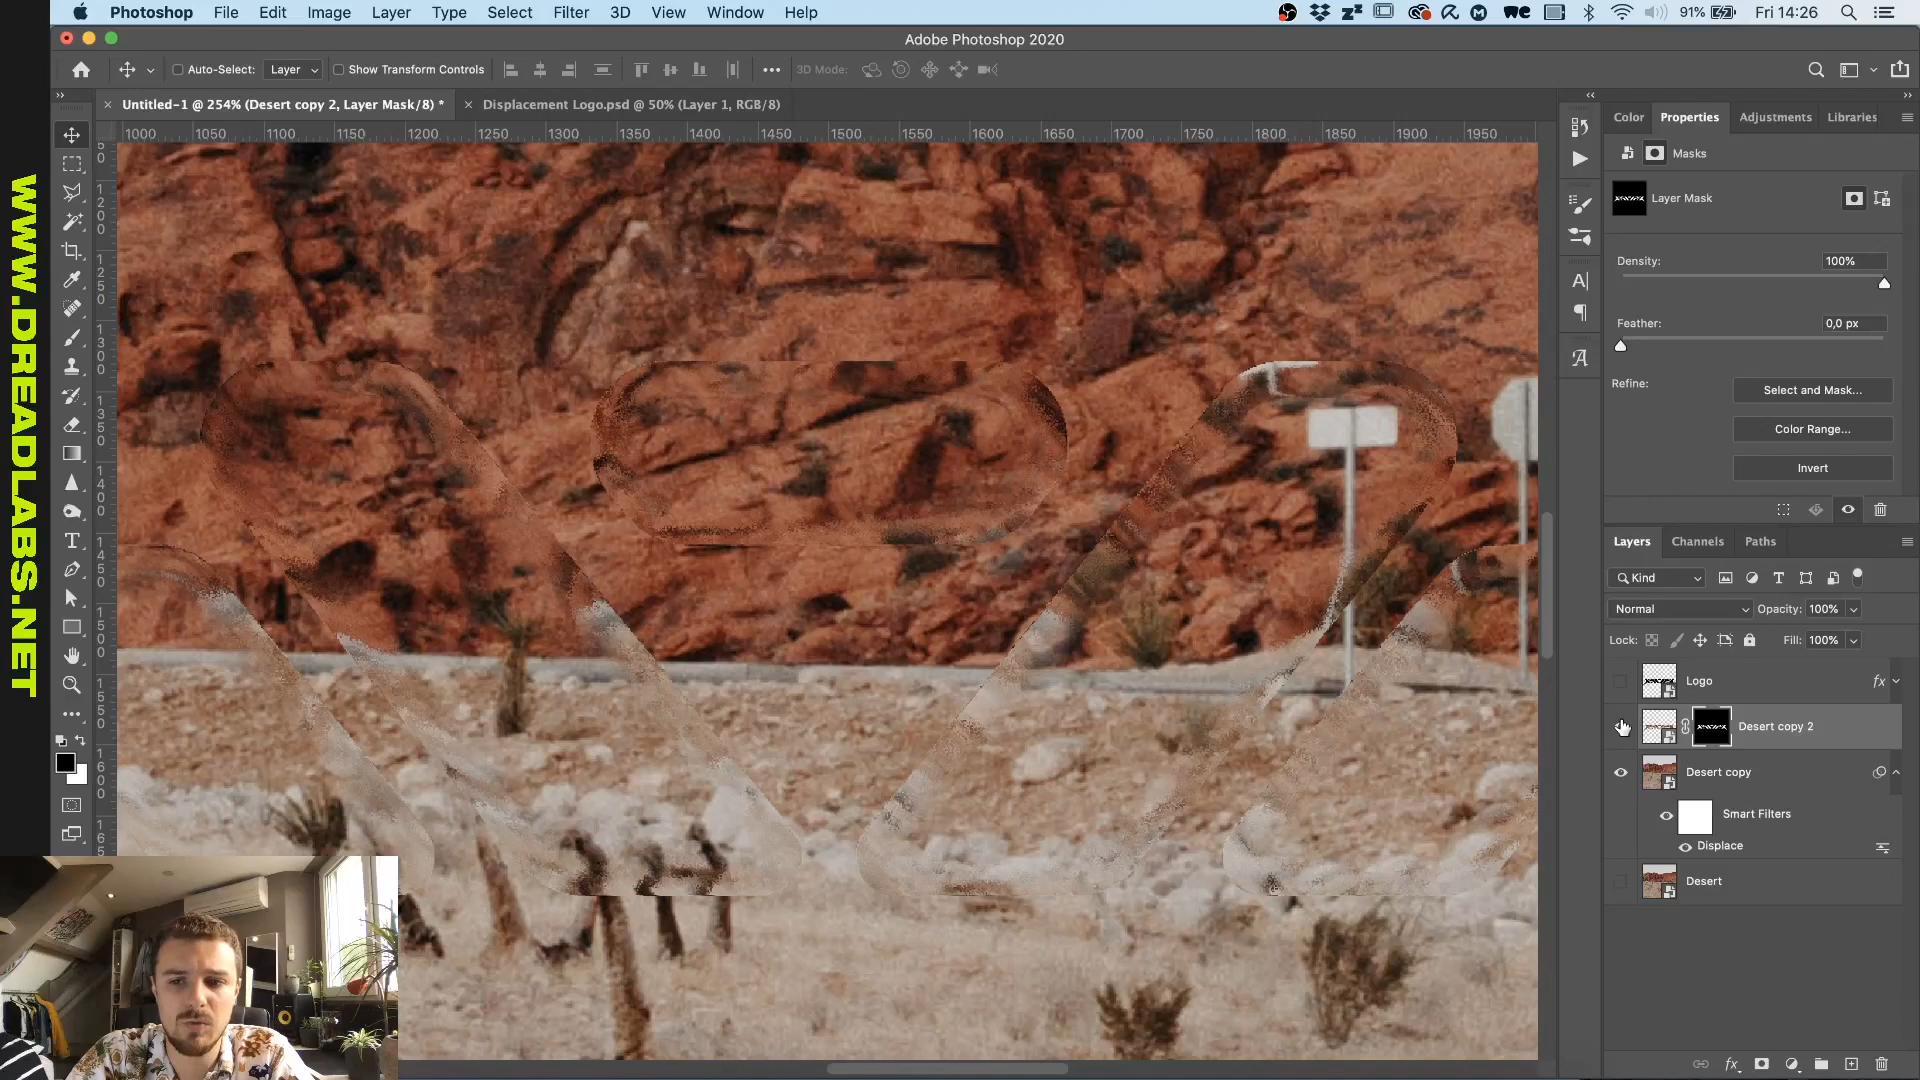 Photoshop File Edit Image Layer Type Select Filter 3D View Window Help
91% Fri 14:26
Adobe Photoshop 2020
Auto-Select: Layer Show Transform Controls 3D Mode:
Untitled-1 @ 254% (Desert copy 2, Layer Mask/8) *
Displacement Logo.psd @ 50% (Layer 1, RGB/8)
1000 1050 1100 1150 1200 1250 1300 1350 1400 1450 1500 1550 1600 1650 1700 1750 1800 1850 1900 1950
WWW.DREADLABS.NET
Color Properties Adjustments Libraries
Masks
Layer Mask
Density: 100%
Feather: 0,0 px
Refine: Select and Mask...
Color Range...
Invert
Layers Channels Paths
Kind
Normal Opacity: 100%
Lock: Fill: 100%
Logo fx
Desert copy 2
Desert copy
Smart Filters
Displace
Desert
fx